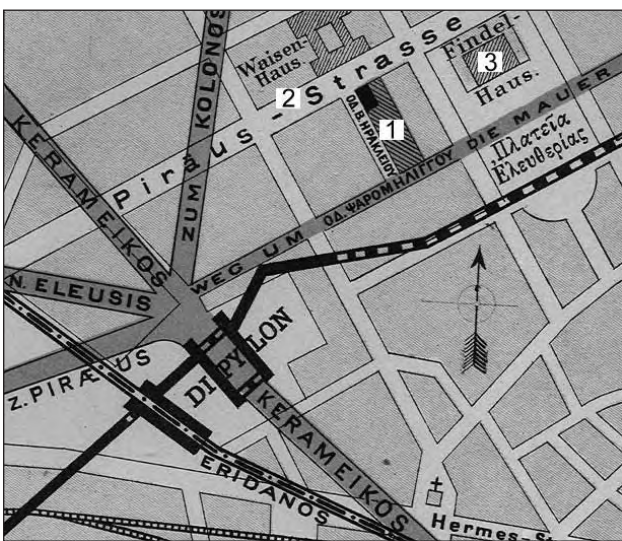 Waisen-
Haus.
Findel-
Haus.
3
2
1
Piräus-Strasse
ZUM KOLONOS
KERAMEIKOS
ΟΔ.Β.ΗΡΑΚΛΕΙΟΥ
WEG UM
ΟΔ.ΨΑΡΟΜΗΛΙΓΓΟΥ
DIE MAUER
Πλατεῖα
Ἐλευθερίας
N. ELEUSIS
Z. PIRÆUS
DIPYLON
KERAMEIKOS
ERIDANOS
Hermes-St